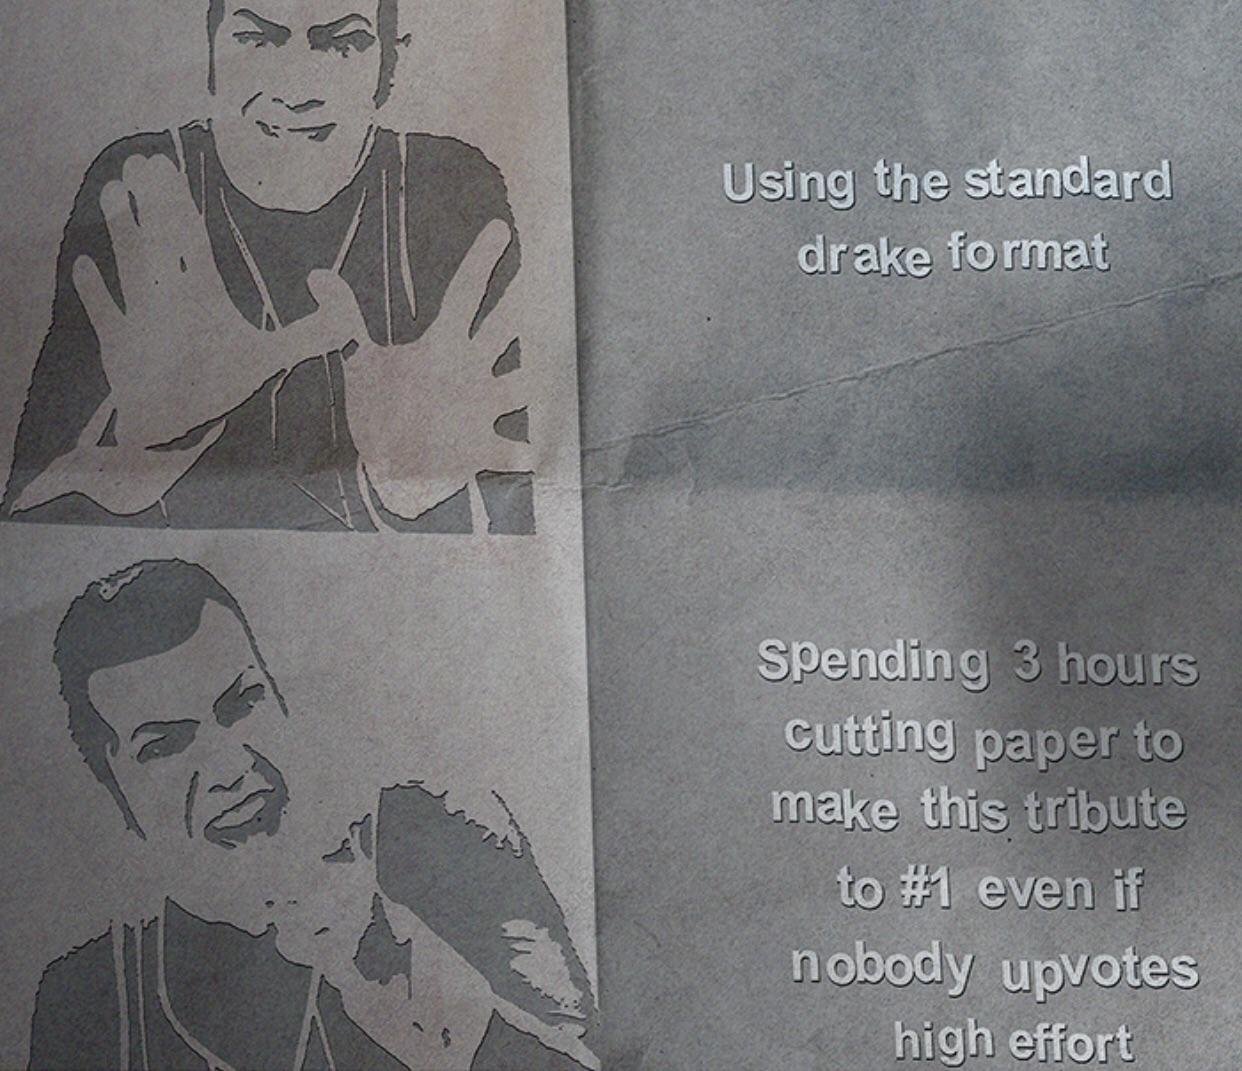 Using the standard
drake format
Spending 3 hours
cutting paper to
make this tribute
to #1 even if
nobody upvotes
high effort